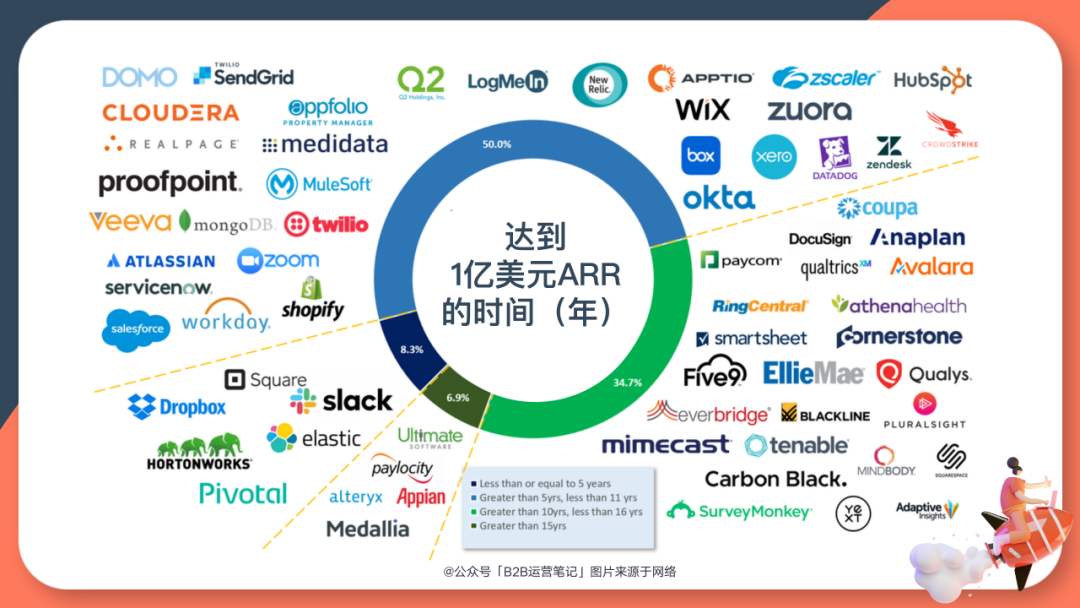 DOMO
TWILIO
SendGrid
Q2
Q2 Holdings, Inc.
LogMeIn
New
Relic.
APPTIO
zscaler
HubSpot
CLOUDERA
appfolio
PROPERTY MANAGER
WiX
zuora
REALPAGE
medidata
50.0%
box
xero
DATADOG
zendesk
CROWDSTRIKE
proofpoint.
MuleSoft
okta
Veeva
mongoDB.
twilio
coupa
ATLASSIAN
zoom
达到
1亿美元ARR
的时间（年）
DocuSign
Anaplan
paycom
qualtrics XM
Avalara
servicenow.
salesforce
workday.
shopify
RingCentral
athenahealth
smartsheet
Cornerstone
8.3%
34.7%
6.9%
Five9
EllieMae
Qualys.
Square
Dropbox
slack
everbridge
BLACKLINE
PLURALSIGHT
HORTONWORKS
elastic
Ultimate
SOFTWARE
mimecast
tenable
MINDBODY
SQUARESPACE
Pivotal
paylocity
alteryx
Appian
Medallia
Carbon Black.
SurveyMonkey
YEXT
Adaptive
Insights
Less than or equal to 5 years
Greater than 5yrs, less than 11 yrs
Greater than 10yrs, less than 16 yrs
Greater than 15yrs
@公众号「B2B运营笔记」图片来源于网络